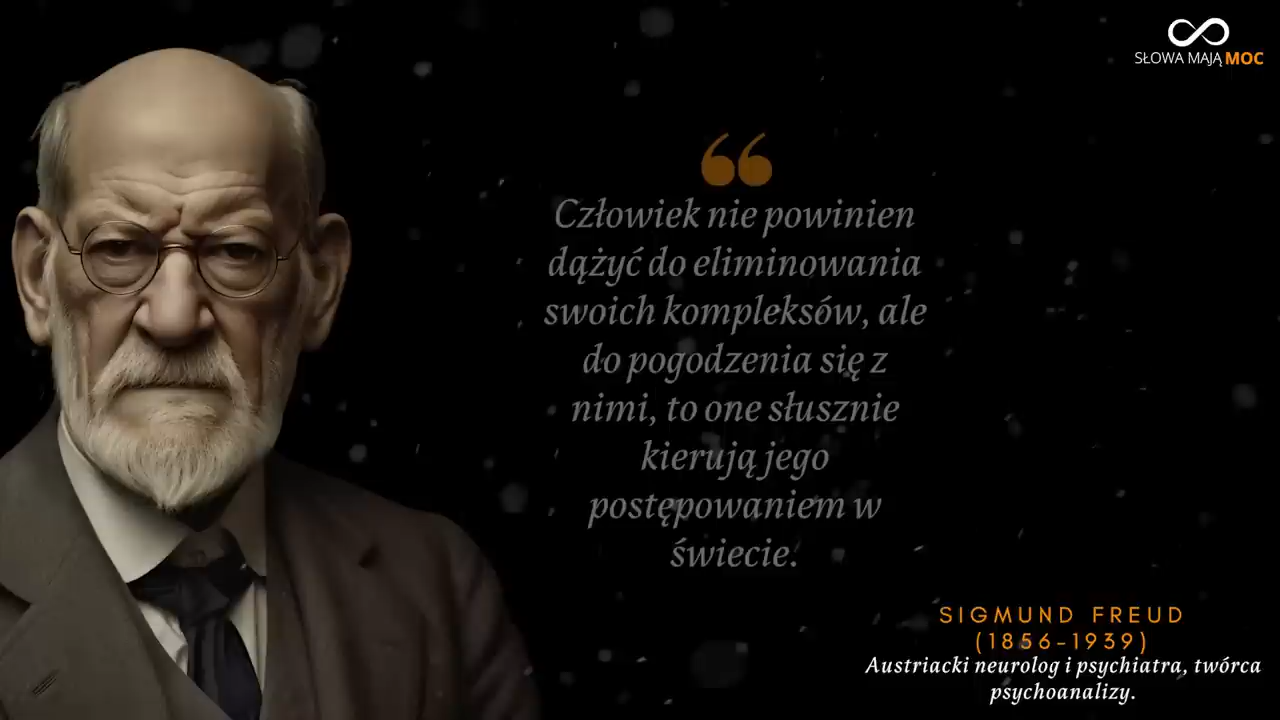 SŁOWA MAJĄ MOC
Człowiek nie powinien
dążyć do eliminowania
swoich kompleksów, ale
do pogodzenia się z
nimi, to one słusznie
kierują jego
postępowaniem w
świecie.
SIGMUND FREUD
(1856-1939)
Austriacki neurolog i psychiatra, twórca
psychoanalizy.